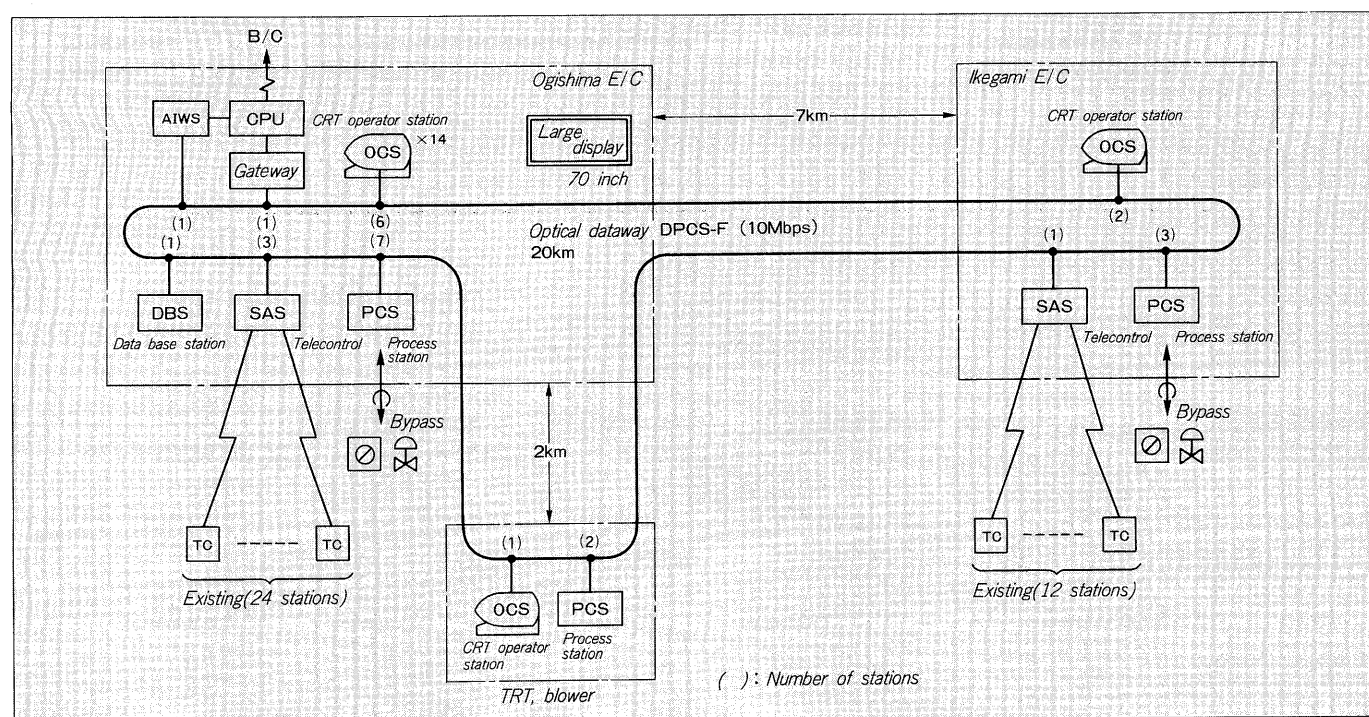 B/C
Ogishima E/C
Ikegami E/C
AIWS
CPU
CRT operator station
×14
OCS
Large
display
70 inch
7km
CRT operator station
OCS
Gateway
(1)
(1)
(6)
(2)
(1)
(3)
(7)
Optical dataway DPCS-F (10Mbps)
20km
(1)
(3)
DBS
SAS
PCS
SAS
PCS
Data base station
Telecontrol
Process
station
Telecontrol
Process station
Bypass
Bypass
2km
TC
TC
TC
TC
Existing(24 stations)
Existing(12 stations)
(1)
(2)
OCS
PCS
CRT operator
station
Process
station
TRT, blower
( ): Number of stations